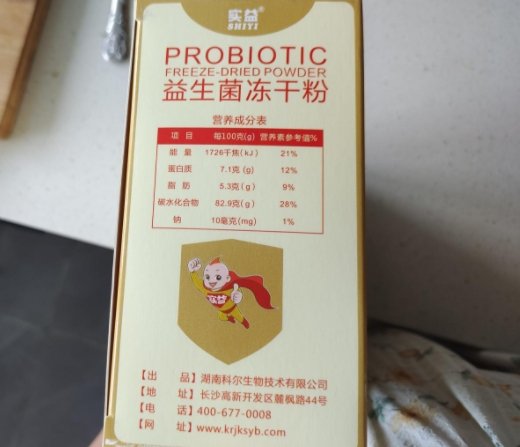 实益®
SHIYI
PROBIOTIC
FREEZE-DRIED POWDER
益生菌冻干粉
营养成分表
项 目 每100克(g) 营养素参考值%
能 量 1726千焦(kJ) 21%
蛋白质 7.1克 (g) 12%
脂 肪 5.3克(g) 9%
碳水化合物 82.9克(g) 28%
钠 10毫克(mg) 1%
实益
【出 品】湖南科尔生物技术有限公司
【地 址】长沙高新开发区麓枫路44号
【电 话】400-677-0008
【网 址】www.krjksyb.com